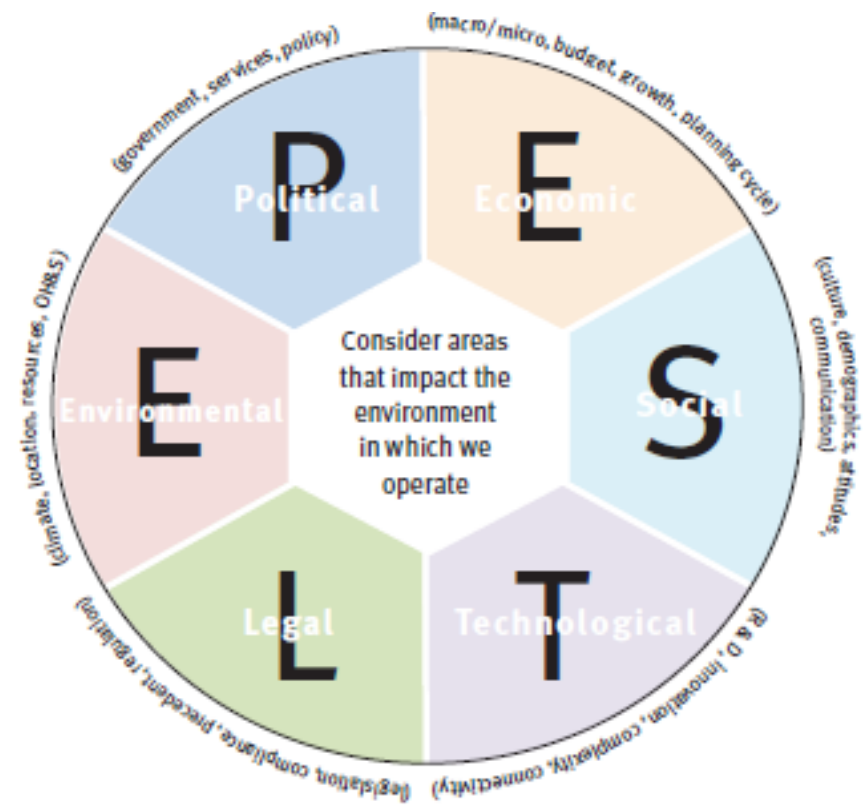 (government, services, policy)
(macro/micro, budget, growth, planning cycle)
P
Political
E
Economic
(culture, demographics, attitudes,
communication)
S
Social
(R & D, innovation, complexity, connectivity)
T
Technological
(legislation, compliance, precedent, regulation)
L
Legal
(climate, location, resources, OH&S)
E
Environmental
Consider areas
that impact the
environment
in which we
operate